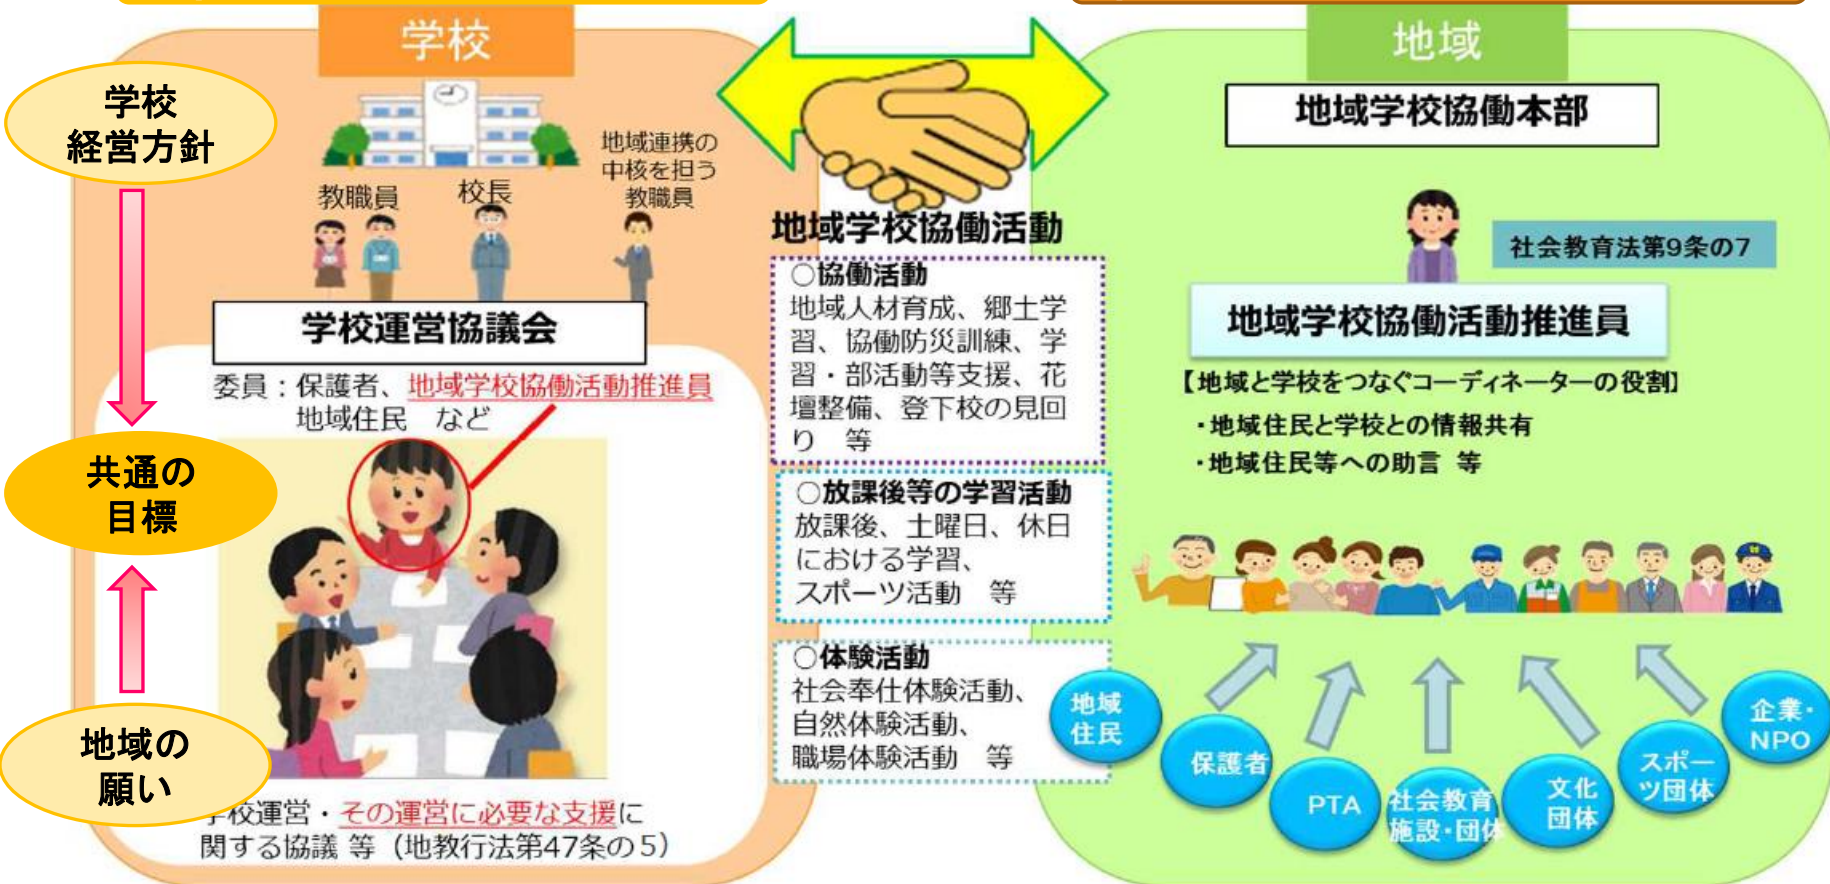 学校
経営方針
共通の
目標
地域の
願い
学校
教職員
校長
地域連携の
中核を担う
教職員
学校運営協議会
委員：保護者、地域学校協働活動推進員
地域住民　など
校運営・その運営に必要な支援に
関する協議 等（地教行法第47条の5）
地域学校協働活動
○協働活動
地域人材育成、郷土学
習、協働防災訓練、学
習・部活動等支援、花
壇整備、登下校の見回
り　等
○放課後等の学習活動
放課後、土曜日、休日
における学習、
スポーツ活動　等
○体験活動
社会奉仕体験活動、
自然体験活動、
職場体験活動　等
地域
地域学校協働本部
社会教育法第9条の7
地域学校協働活動推進員
【地域と学校をつなぐコーディネーターの役割】
・地域住民と学校との情報共有
・地域住民等への助言 等
地域
住民
保護者
PTA
社会教育
施設・団体
文化
団体
スポー
ツ団体
企業・
NPO